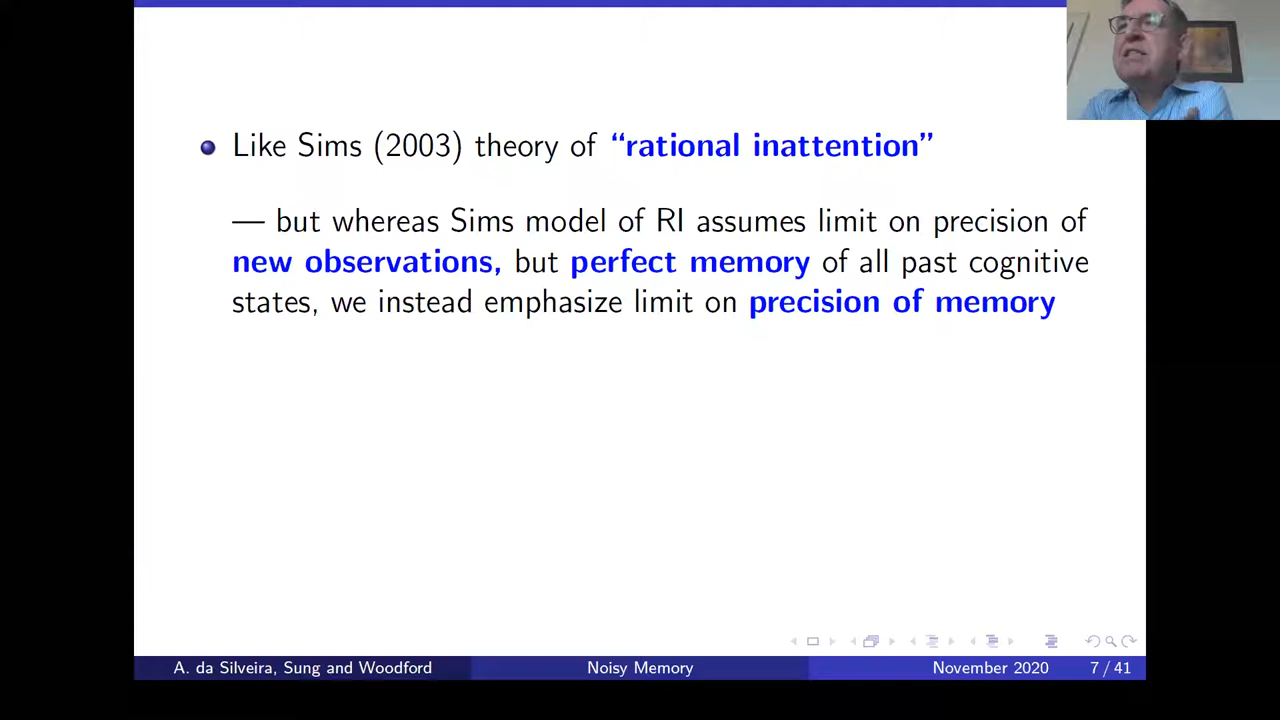 Like Sims (2003) theory of “rational inattention”
— but whereas Sims model of RI assumes limit on precision of
new observations, but perfect memory of all past cognitive
states, we instead emphasize limit on precision of memory
A. da Silveira, Sung and Woodford
Noisy Memory
November 2020
7 / 41